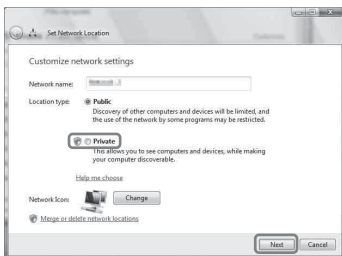 Set Network Location
Customize network settings
Network name:
Location type: Public
Discovery of other computers and devices will be limited, and
the use of the network by some programs may be restricted.
Private
This allows you to see computers and devices, while making
your computer discoverable.
Help me choose
Network Icon: Change
Merge or delete network locations
Next Cancel